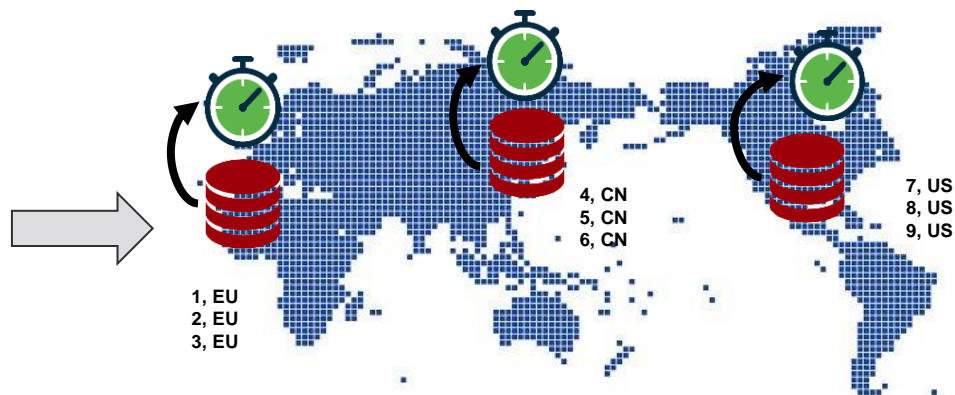 1, EU
2, EU
3, EU
4, CN
5, CN
6, CN
7, US
8, US
9, US